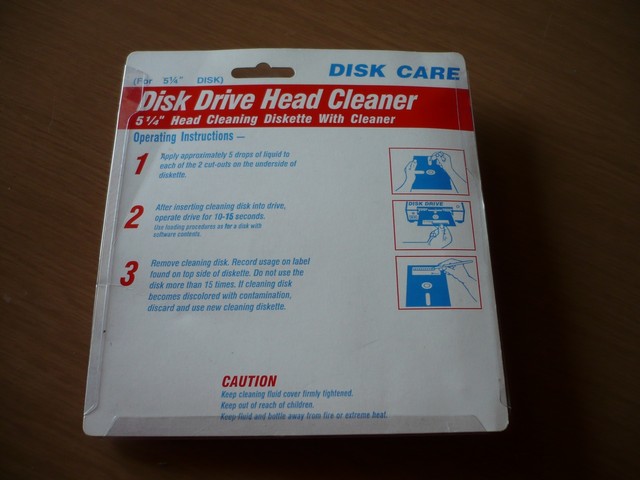 (For 5¼" DISK)
DISK CARE
Disk Drive Head Cleaner
5 ¼" Head Cleaning Diskette With Cleaner
Operating Instructions —
1
Apply approximately 5 drops of liquid to
each of the 2 cut-outs on the underside of
diskette.
2
After inserting cleaning disk into drive,
operate drive for 10-15 seconds.
Use loading procedures as for a disk with
software contents.
DISK DRIVE
3
Remove cleaning disk. Record usage on label
found on top side of diskette. Do not use the
disk more than 15 times. If cleaning disk
becomes discolored with contamination,
discard and use new cleaning diskette.
CAUTION
Keep cleaning fluid cover firmly tightened.
Keep out of reach of children.
Keep fluid and bottle away from fire or extreme heat.